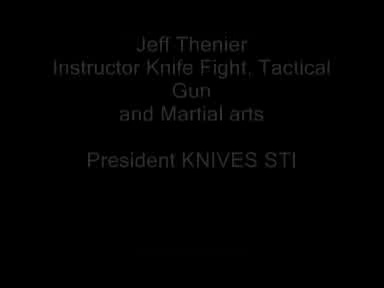 Jeff Thenier
Instructor Knife Fight, Tactical
Gun
and Martial arts
President KNIVES STI